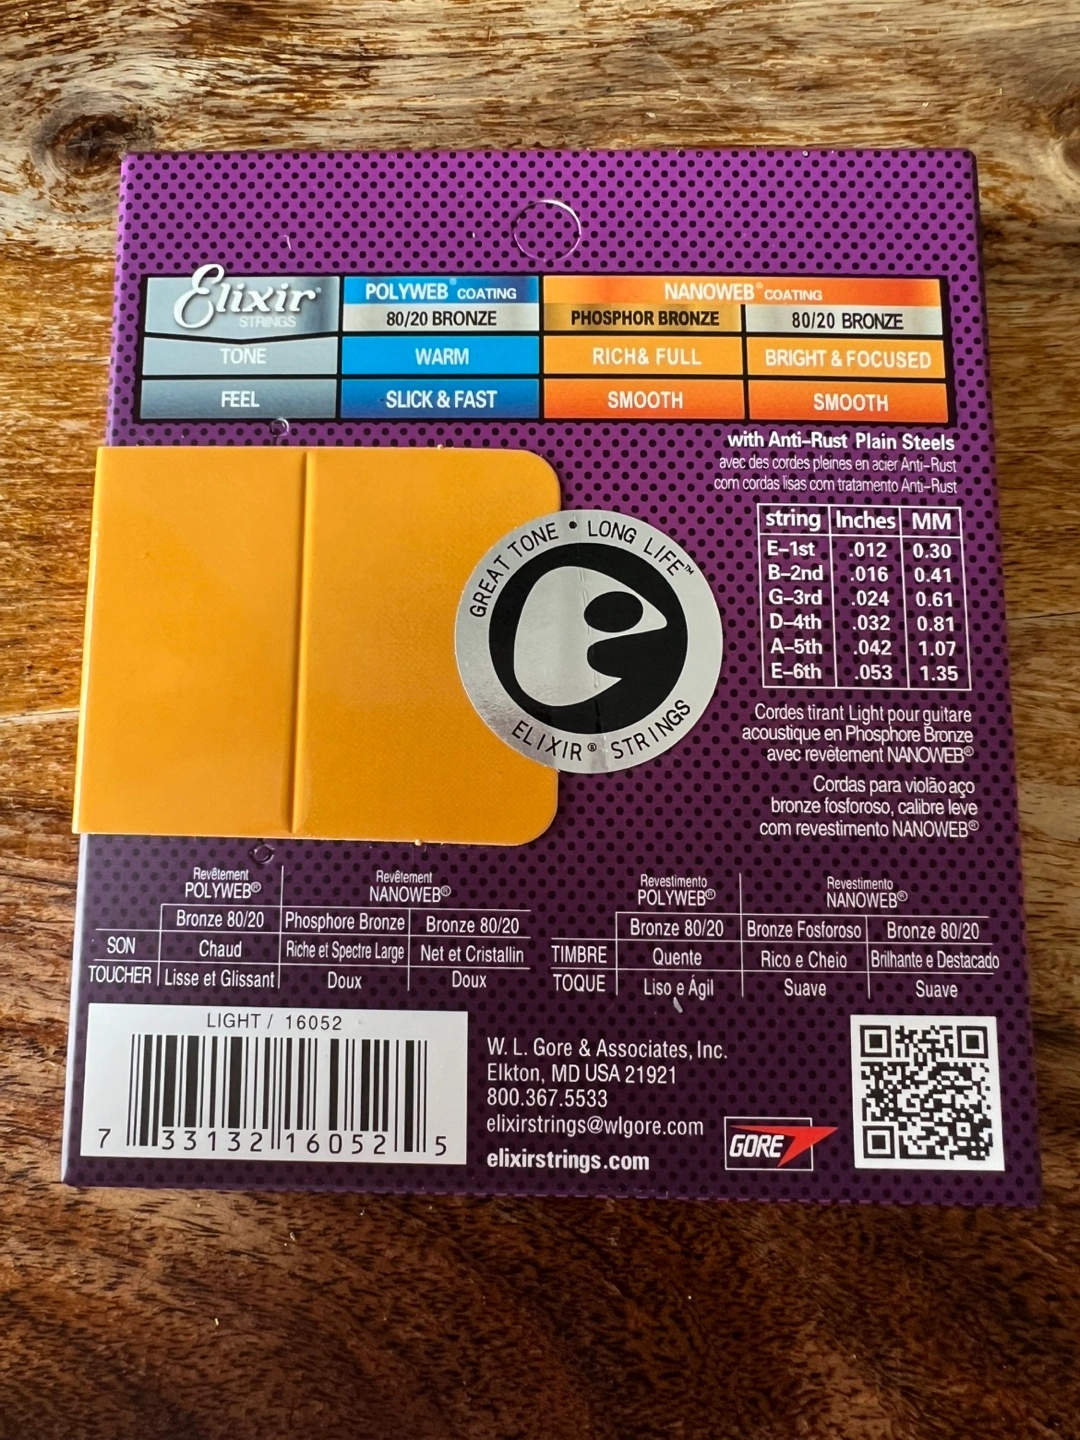 Elixir®
STRINGS
POLYWEB® COATING
NANOWEB® COATING
80/20 BRONZE
PHOSPHOR BRONZE
80/20 BRONZE
TONE
WARM
RICH & FULL
BRIGHT & FOCUSED
FEEL
SLICK & FAST
SMOOTH
SMOOTH
with Anti-Rust Plain Steels
avec des cordes pleines en acier Anti-Rust
com cordas lisas com tratamento Anti-Rust
string Inches MM
E-1st .012 0.30
B-2nd .016 0.41
G-3rd .024 0.61
D-4th .032 0.81
A-5th .042 1.07
E-6th .053 1.35
GREAT TONE • LONG LIFE™
ELIXIR® STRINGS
Cordes tirant Light pour guitare
acoustique en Phosphore Bronze
avec revêtement NANOWEB®
Cordas para violão aço
bronze fosforoso, calibre leve
com revestimento NANOWEB®
Revêtement
POLYWEB®
Revêtement
NANOWEB®
Bronze 80/20 Phosphore Bronze Bronze 80/20
SON Chaud Riche et Spectre Large Net et Cristallin
TOUCHER Lisse et Glissant Doux Doux
Revestimento
POLYWEB®
Revestimento
NANOWEB®
Bronze 80/20 Bronze Fosforoso Bronze 80/20
TIMBRE Quente Rico e Cheio Brilhante e Destacado
TOQUE Liso e Ágil Suave Suave
LIGHT / 16052
7 33132 16052 5
W. L. Gore & Associates, Inc.
Elkton, MD USA 21921
800.367.5533
elixirstrings@wlgore.com
elixirstrings.com
GORE